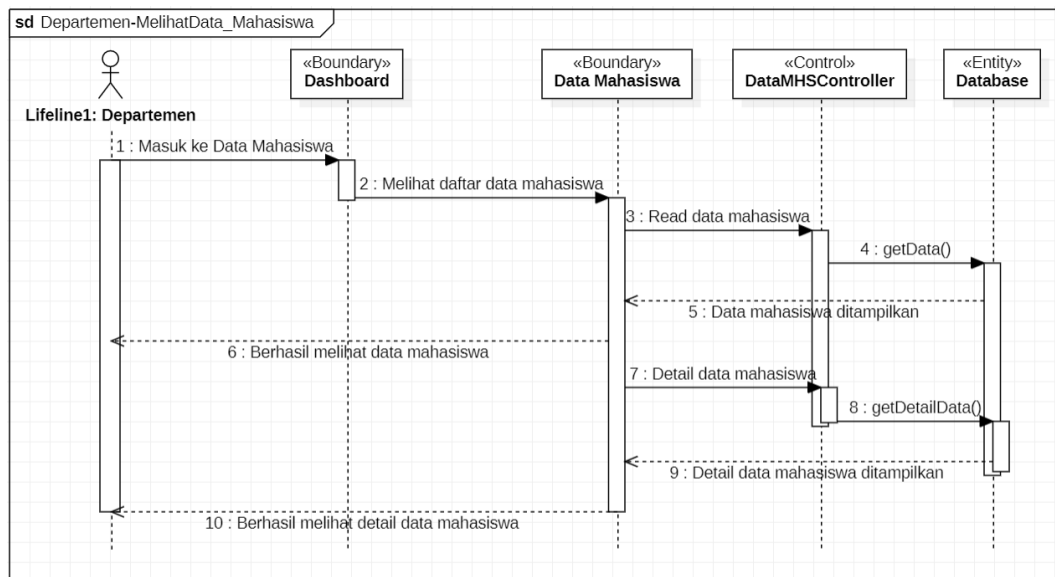 sd Departemen-MelihatData_Mahasiswa
«Boundary»
Dashboard
«Boundary»
Data Mahasiswa
«Control»
DataMHSController
«Entity»
Database
Lifeline1: Departemen
1 : Masuk ke Data Mahasiswa
2 : Melihat daftar data mahasiswa
3 : Read data mahasiswa
4 : getData()
5 : Data mahasiswa ditampilkan
6 : Berhasil melihat data mahasiswa
7 : Detail data mahasiswa
8 : getDetailData()
9 : Detail data mahasiswa ditampilkan
10 : Berhasil melihat detail data mahasiswa